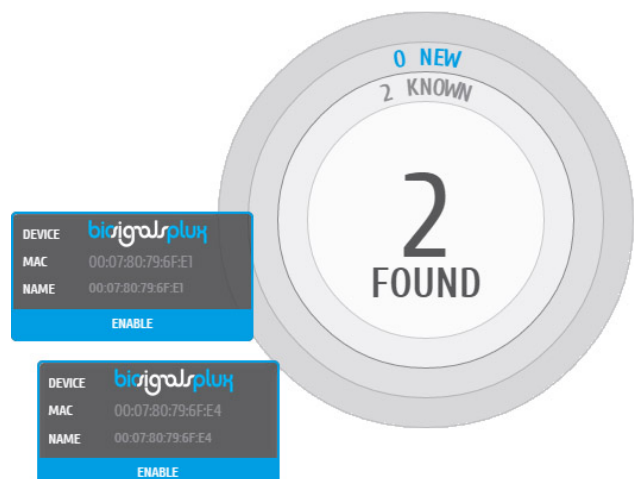 0 NEW
2 KNOWN
2
FOUND
DEVICE biosignalsplux
MAC 00:07:80:79:6F:E1
NAME 00:07:80:79:6F:E1
ENABLE
DEVICE biosignalsplux
MAC 00:07:80:79:6F:E4
NAME 00:07:80:79:6F:E4
ENABLE